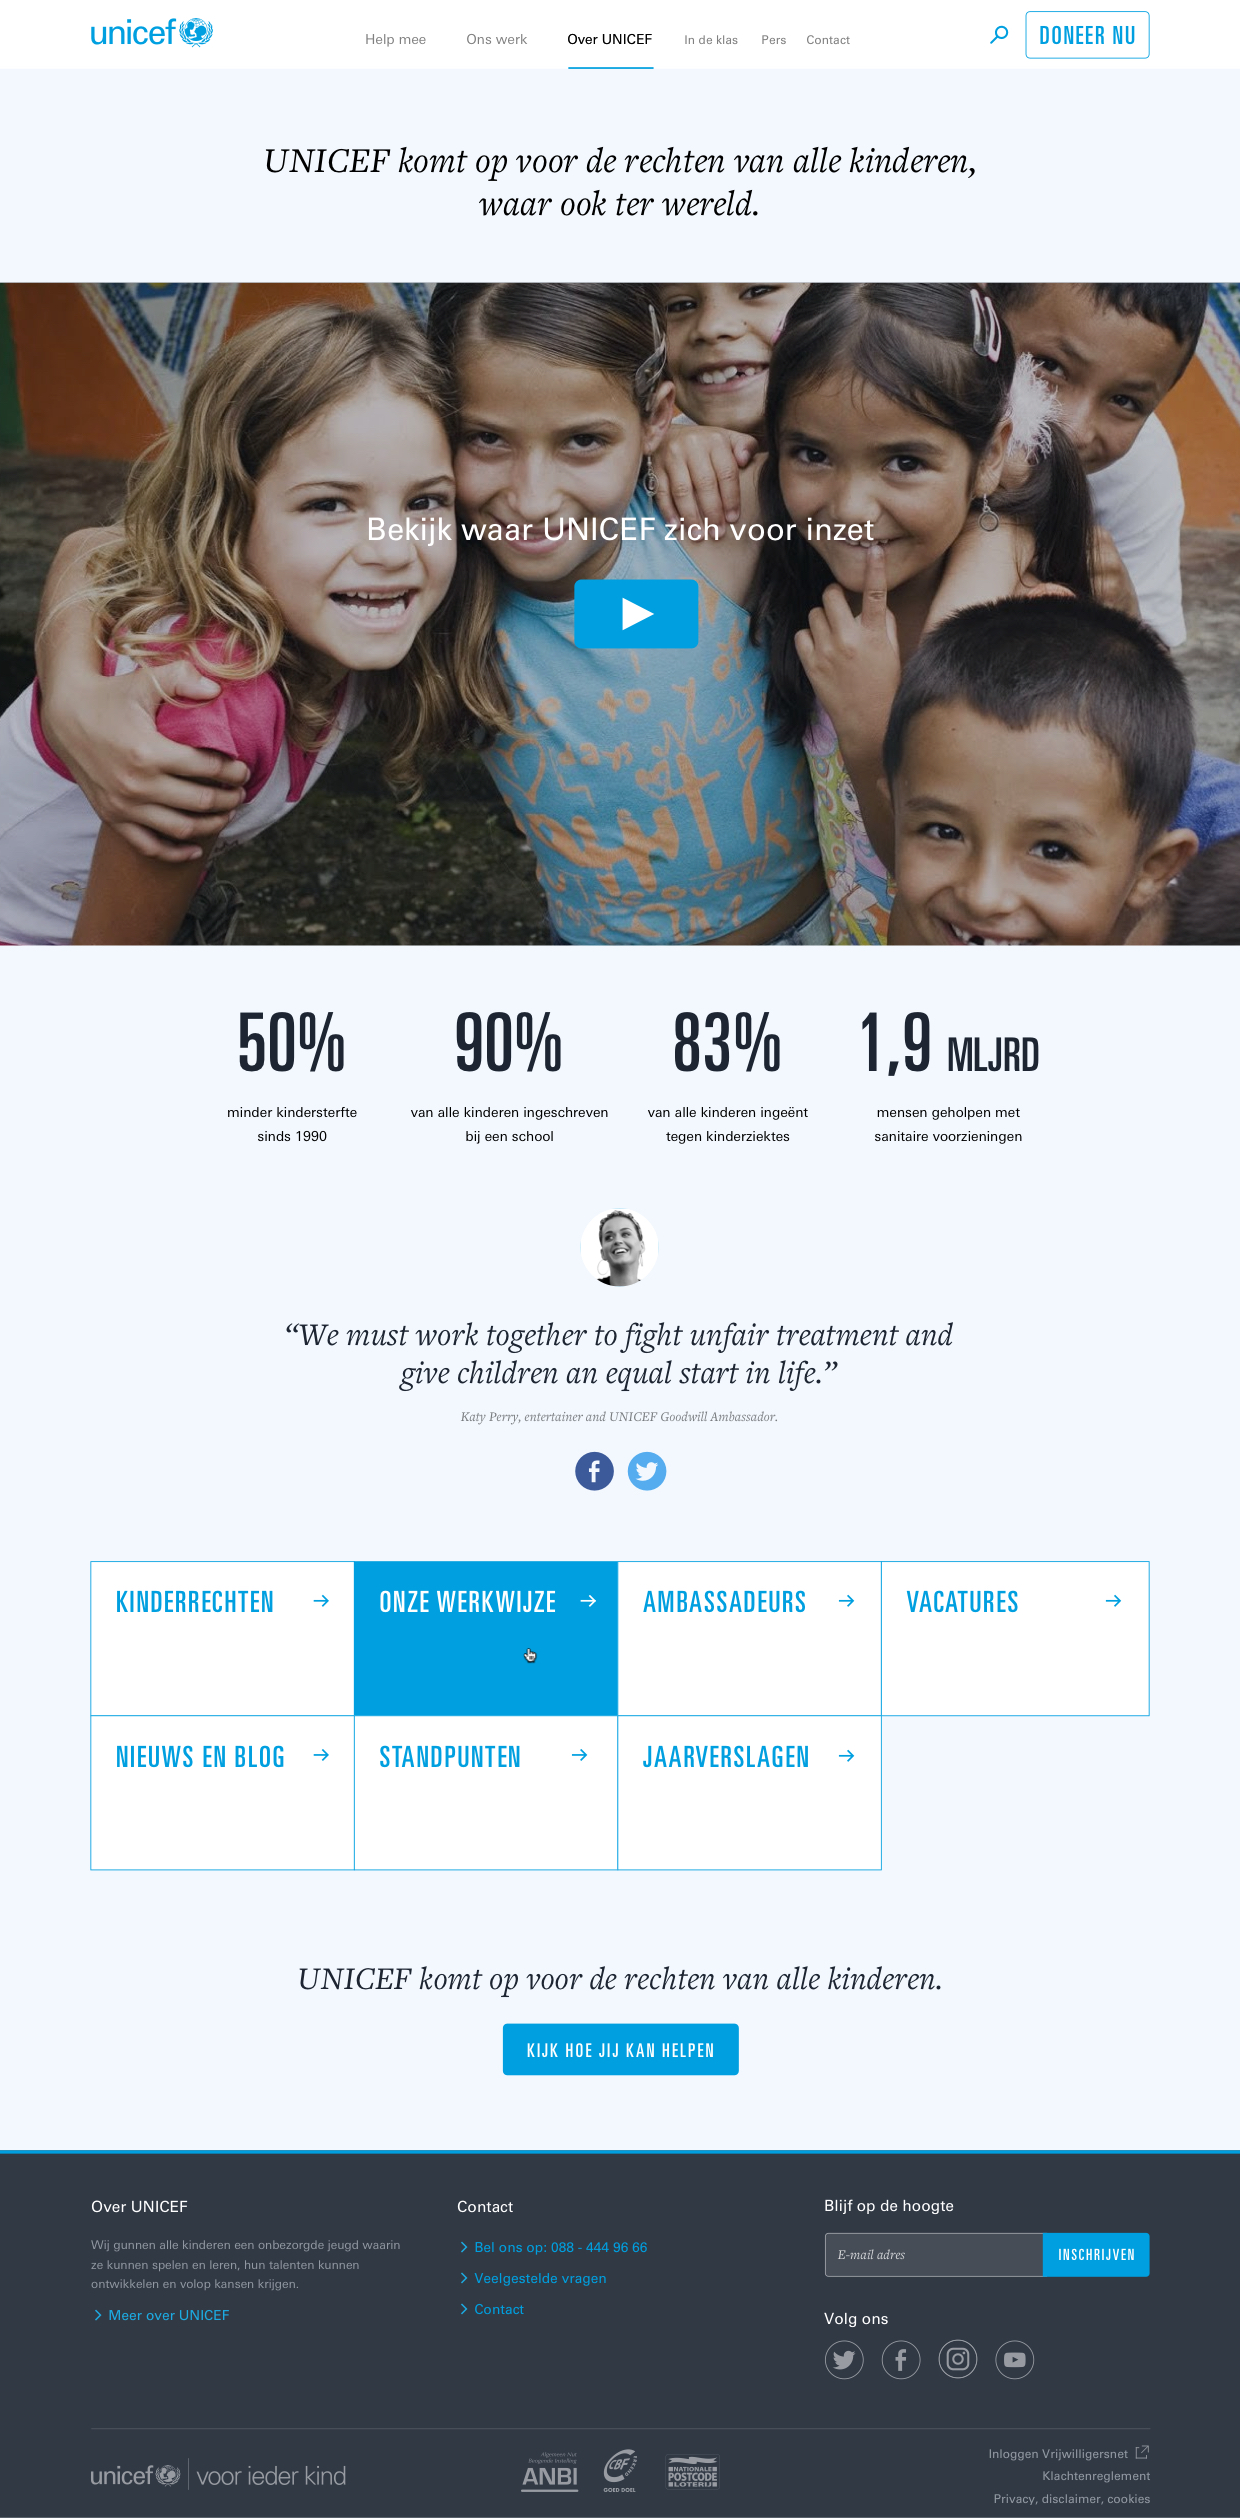 unicef
Help mee
Ons werk
Over UNICEF
In de klas
Pers
Contact
DONEER NU
UNICEF komt op voor de rechten van alle kinderen,
waar ook ter wereld.
Bekijk waar UNICEF zich voor inzet
50%
minder kindersterfte
sinds 1990
90%
van alle kinderen ingeschreven
bij een school
83%
van alle kinderen ingeënt
tegen kinderziektes
1,9 MLJRD
mensen geholpen met
sanitaire voorzieningen
“We must work together to fight unfair treatment and
give children an equal start in life.”
Katy Perry, entertainer and UNICEF Goodwill Ambassador.
KINDERRECHTEN
ONZE WERKWIJZE
AMBASSADEURS
VACATURES
NIEUWS EN BLOG
STANDPUNTEN
JAARVERSLAGEN
UNICEF komt op voor de rechten van alle kinderen.
KIJK HOE JIJ KAN HELPEN
Over UNICEF
Wij gunnen alle kinderen een onbezorgde jeugd waarin
ze kunnen spelen en leren, hun talenten kunnen
ontwikkelen en volop kansen krijgen.
Meer over UNICEF
Contact
Bel ons op: 088 - 444 96 66
Veelgestelde vragen
Contact
Blijf op de hoogte
E-mail adres
INSCHRIJVEN
Volg ons
unicef voor ieder kind
Algemeen Nut
Beogende Instelling
ANBI
CBF
GOED DOEL
NATIONALE
POSTCODE
LOTERIJ
Inloggen Vrijwilligersnet
Klachtenreglement
Privacy, disclaimer, cookies